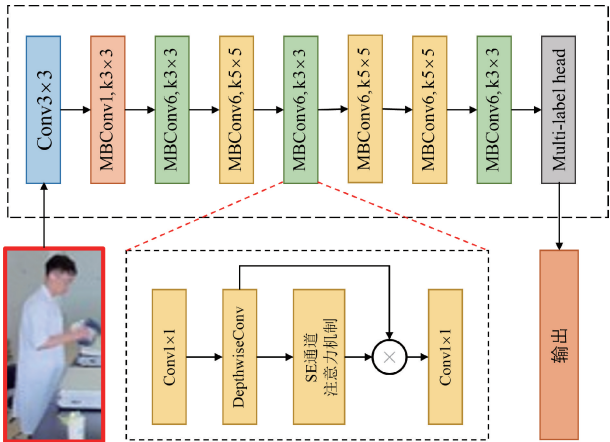 Conv3×3
MBConv1,k3×3
MBConv6,k3×3
MBConv6,k5×5
MBConv6,k3×3
MBConv6,k5×5
MBConv6,k5×5
MBConv6,k3×3
Multi-label head
Conv1×1
DepthwiseConv
SE通道
注意力机制
×
Conv1×1
输出